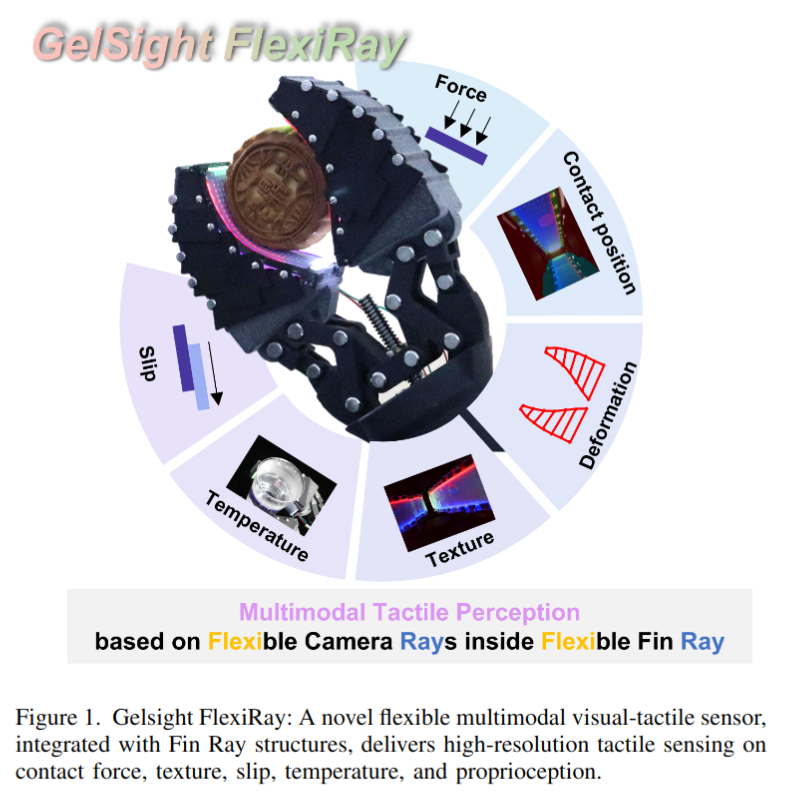 GelSight FlexiRay
Force
Contact position
Deformation
Texture
Temperature
Slip
Multimodal Tactile Perception
based on Flexible Camera Rays inside Flexible Fin Ray
Figure 1. Gelsight FlexiRay: A novel flexible multimodal visual-tactile sensor,
integrated with Fin Ray structures, delivers high-resolution tactile sensing on
contact force, texture, slip, temperature, and proprioception.